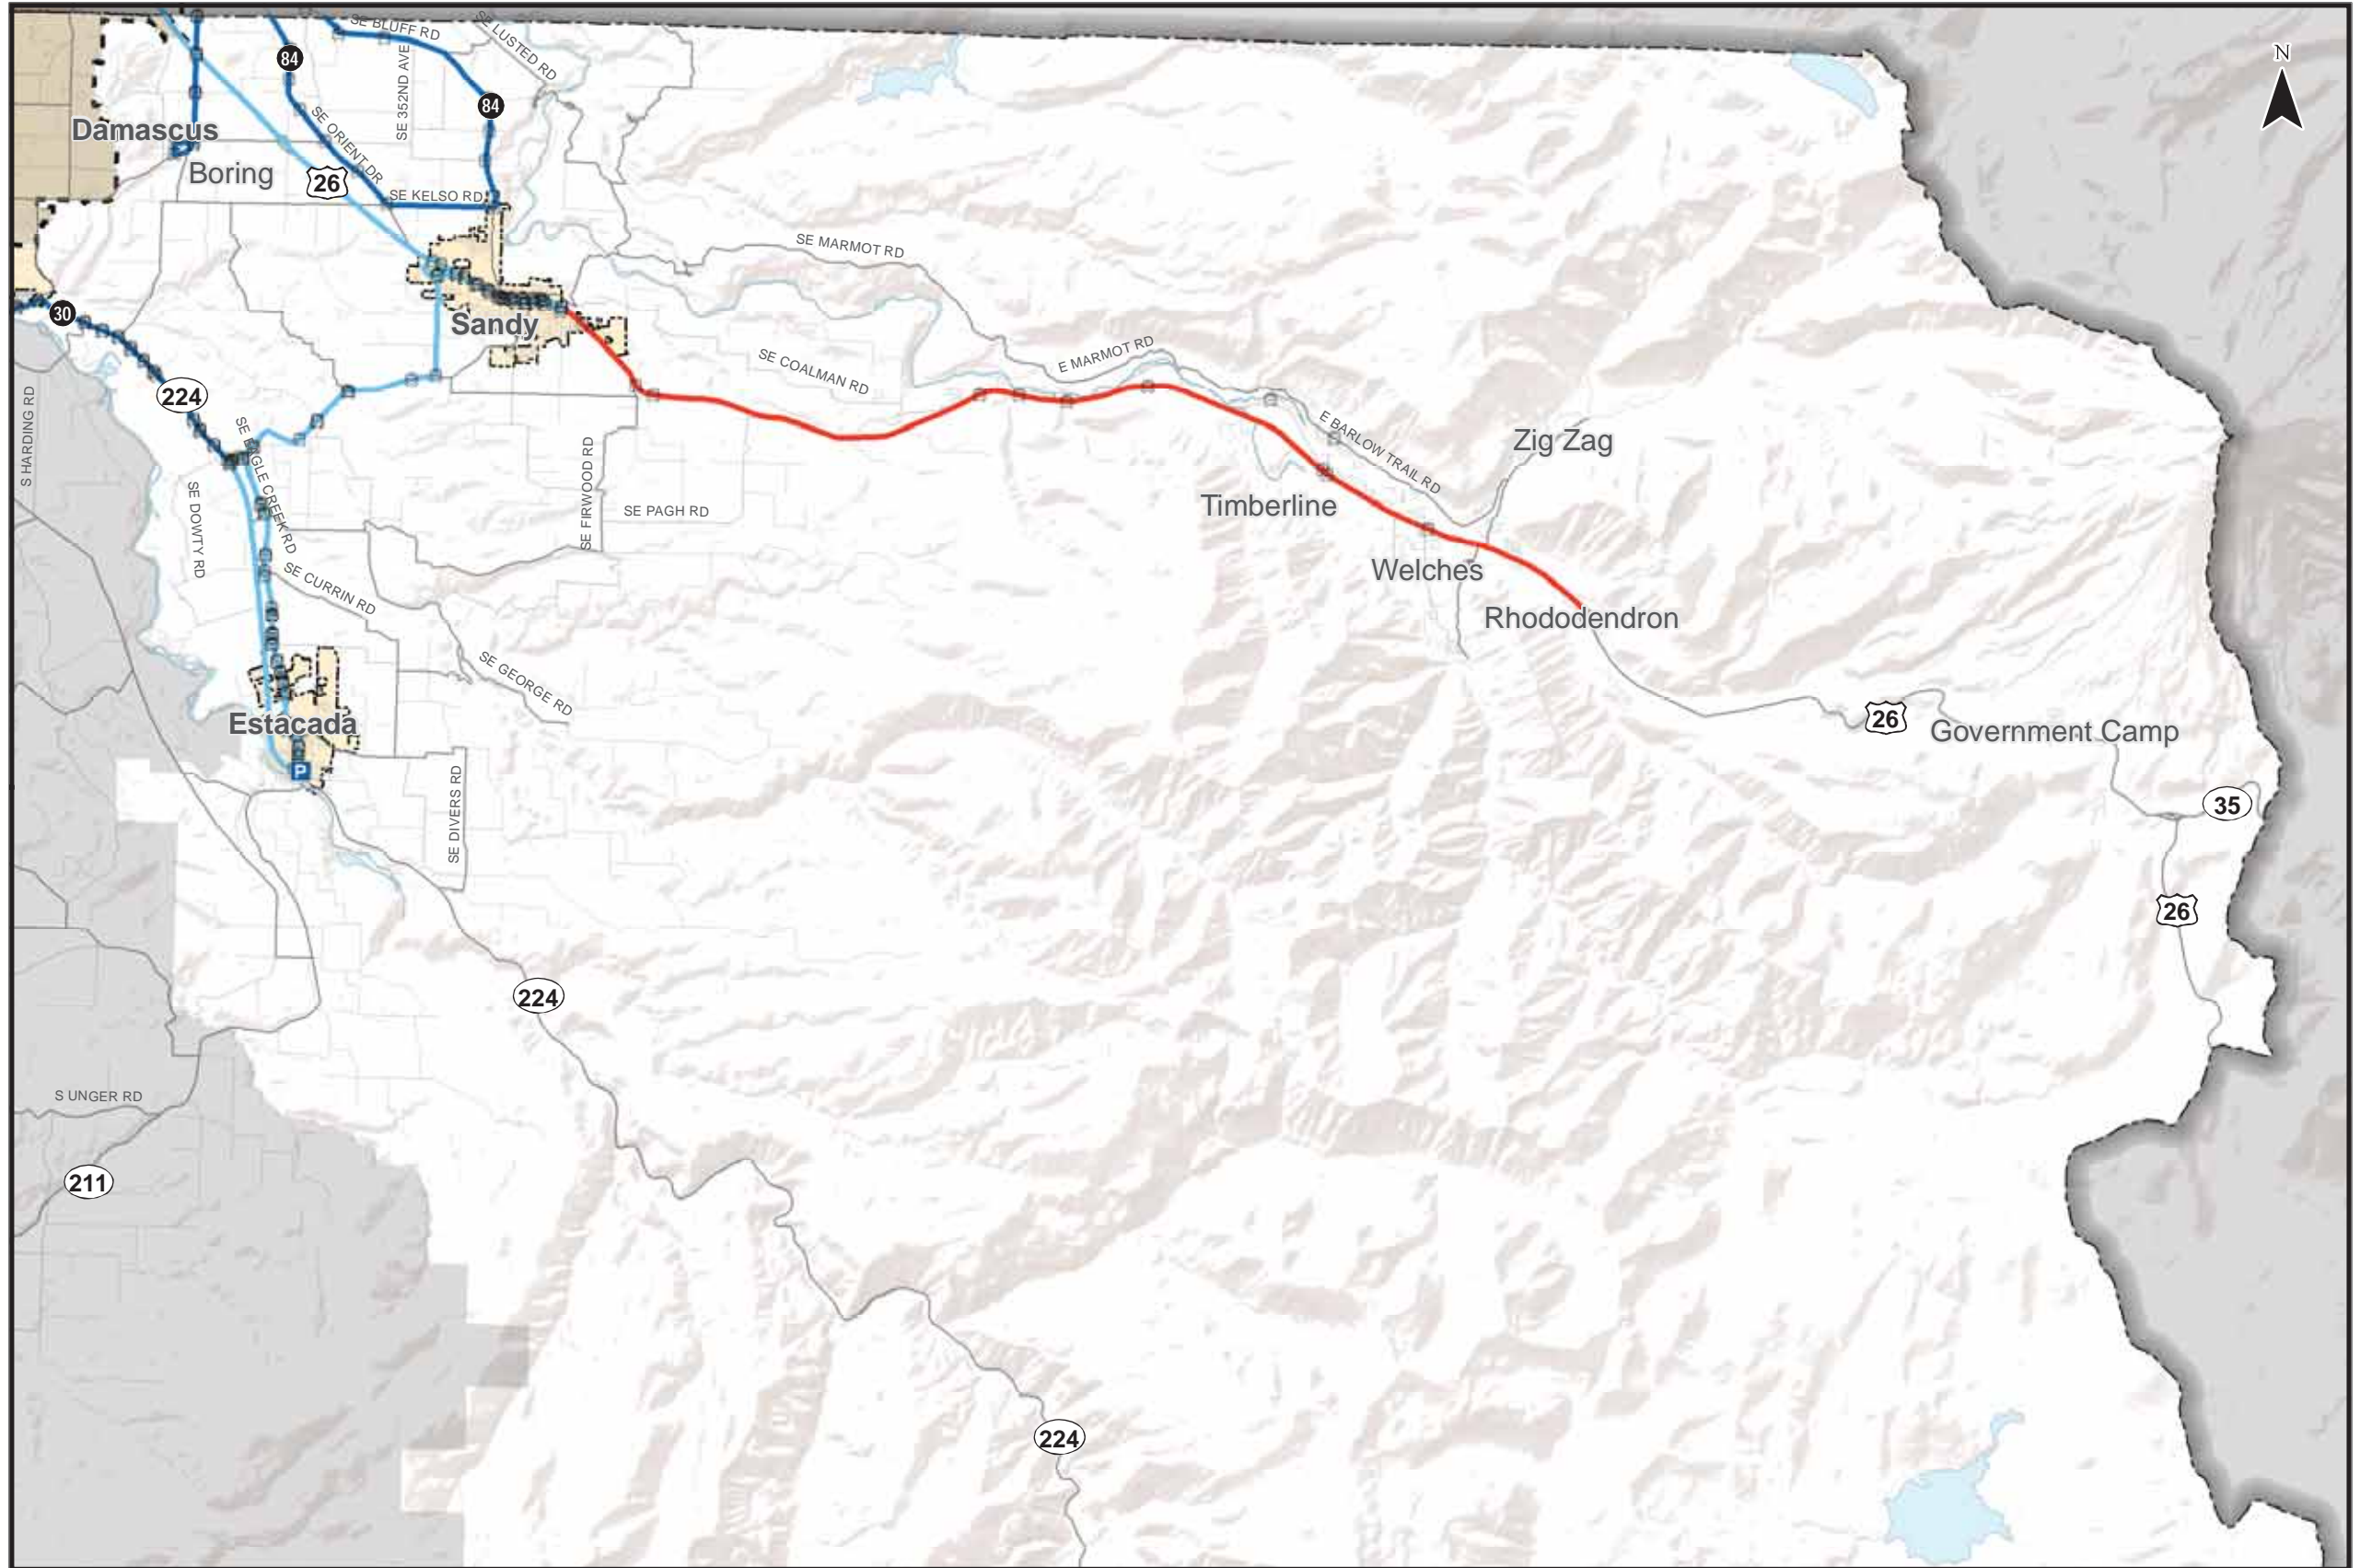 SE BLUFF RD
SE LUSTED RD
N
84
SE 352ND AVE
84
Damascus
SE ORIENT DR
Boring
26
SE KELSO RD
SE MARMOT RD
30
Sandy
E MARMOT RD
SE COALMAN RD
224
S HARDING RD
SE EAGLE CREEK RD
E BARLOW TRAIL RD
Zig Zag
SE FIRWOOD RD
Timberline
SE PAGH RD
SE DOWTY RD
Welches
SE CURRIN RD
Rhododendron
SE GEORGE RD
Estacada
26
Government Camp
P
SE DIVERS RD
35
26
224
S UNGER RD
211
224